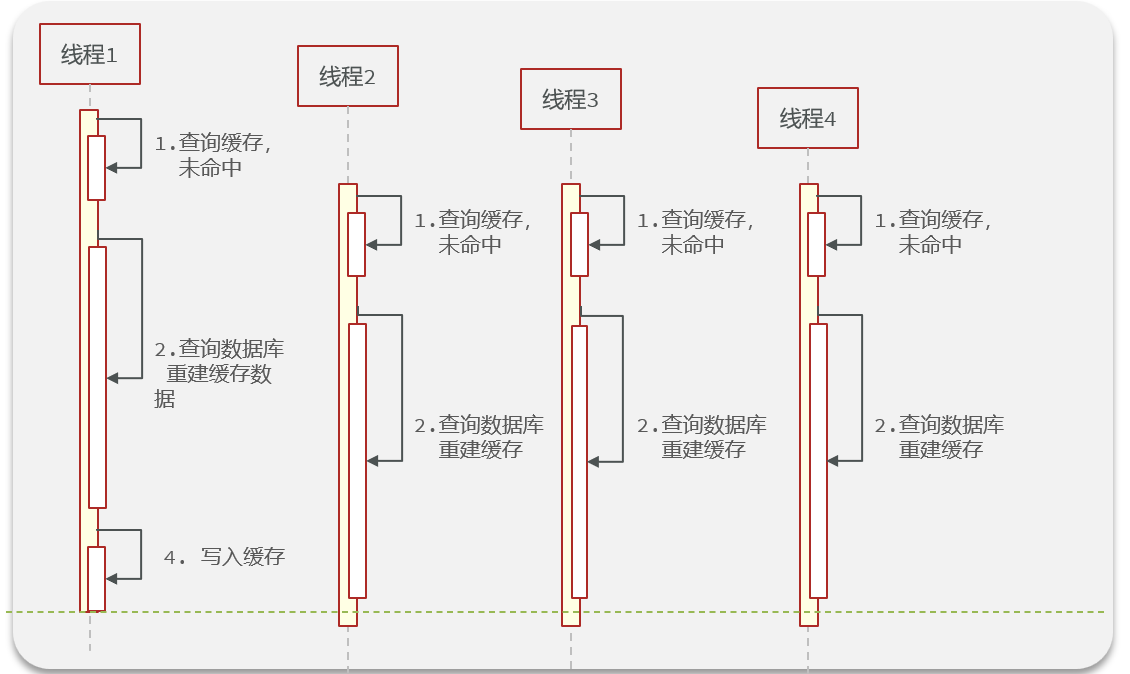 线程1
线程2
线程3
线程4
1.查询缓存,
未命中
1.查询缓存,
未命中
1.查询缓存,
未命中
1.查询缓存,
未命中
2.查询数据库
重建缓存数
据
2.查询数据库
重建缓存
2.查询数据库
重建缓存
2.查询数据库
重建缓存
4. 写入缓存